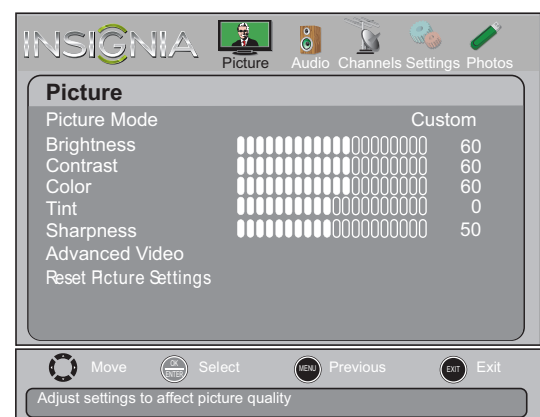 INSIGNIA
Picture Audio Channels Settings Photos
Picture
Picture Mode Custom
Brightness 60
Contrast 60
Color 60
Tint 0
Sharpness 50
Advanced Video
Reset Picture Settings
Move OK ENTER Select MENU Previous EXIT Exit
Adjust settings to affect picture quality